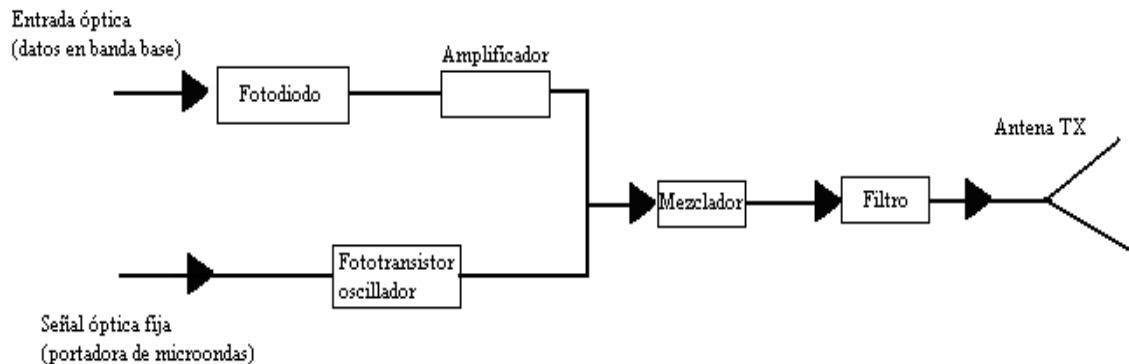 Entrada óptica
(datos en banda base)
Amplificador
Fotodiodo
Antena TX
Mezclador
Filtro
Fototransistor
oscillador
Señal óptica fija
(portadora de microondas)